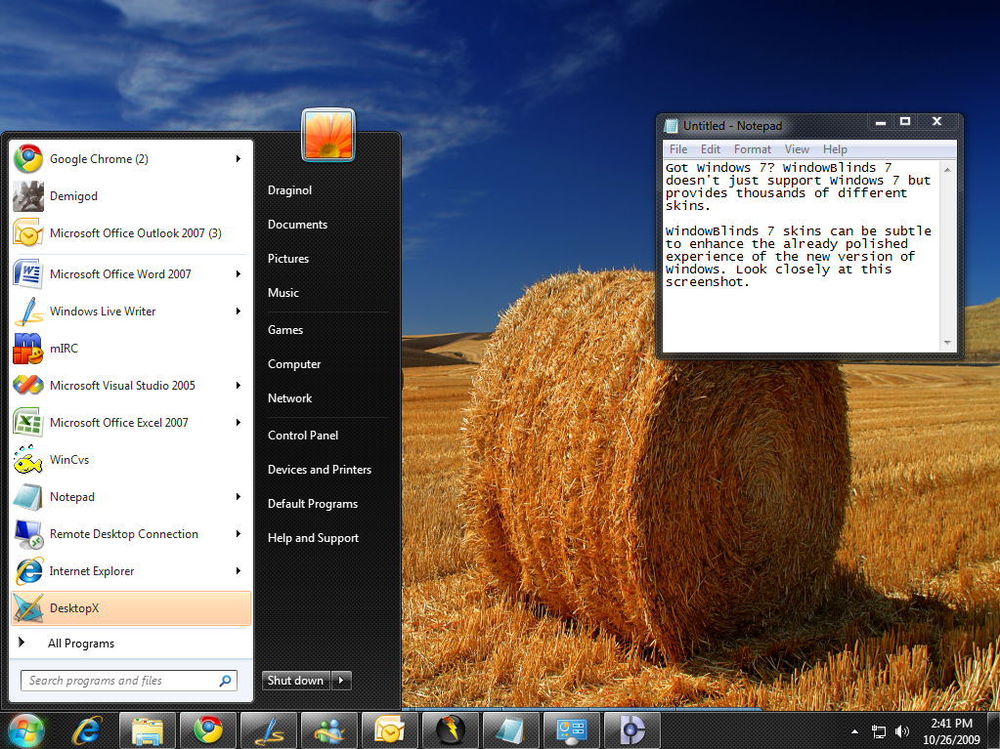 Google Chrome (2)
Demigod
Microsoft Office Outlook 2007 (3)
Microsoft Office Word 2007
Windows Live Writer
mIRC
Microsoft Visual Studio 2005
Microsoft Office Excel 2007
WinCvs
Notepad
Remote Desktop Connection
Internet Explorer
DesktopX
All Programs
Search programs and files
Draginol
Documents
Pictures
Music
Games
Computer
Network
Control Panel
Devices and Printers
Default Programs
Help and Support
Shut down
Untitled - Notepad
File Edit Format View Help
Got Windows 7? WindowBlinds 7
doesn't just support Windows 7 but
provides thousands of different
skins.
WindowBlinds 7 skins can be subtle
to enhance the already polished
experience of the new version of
Windows. Look closely at this
screenshot.
2:41 PM
10/26/2009